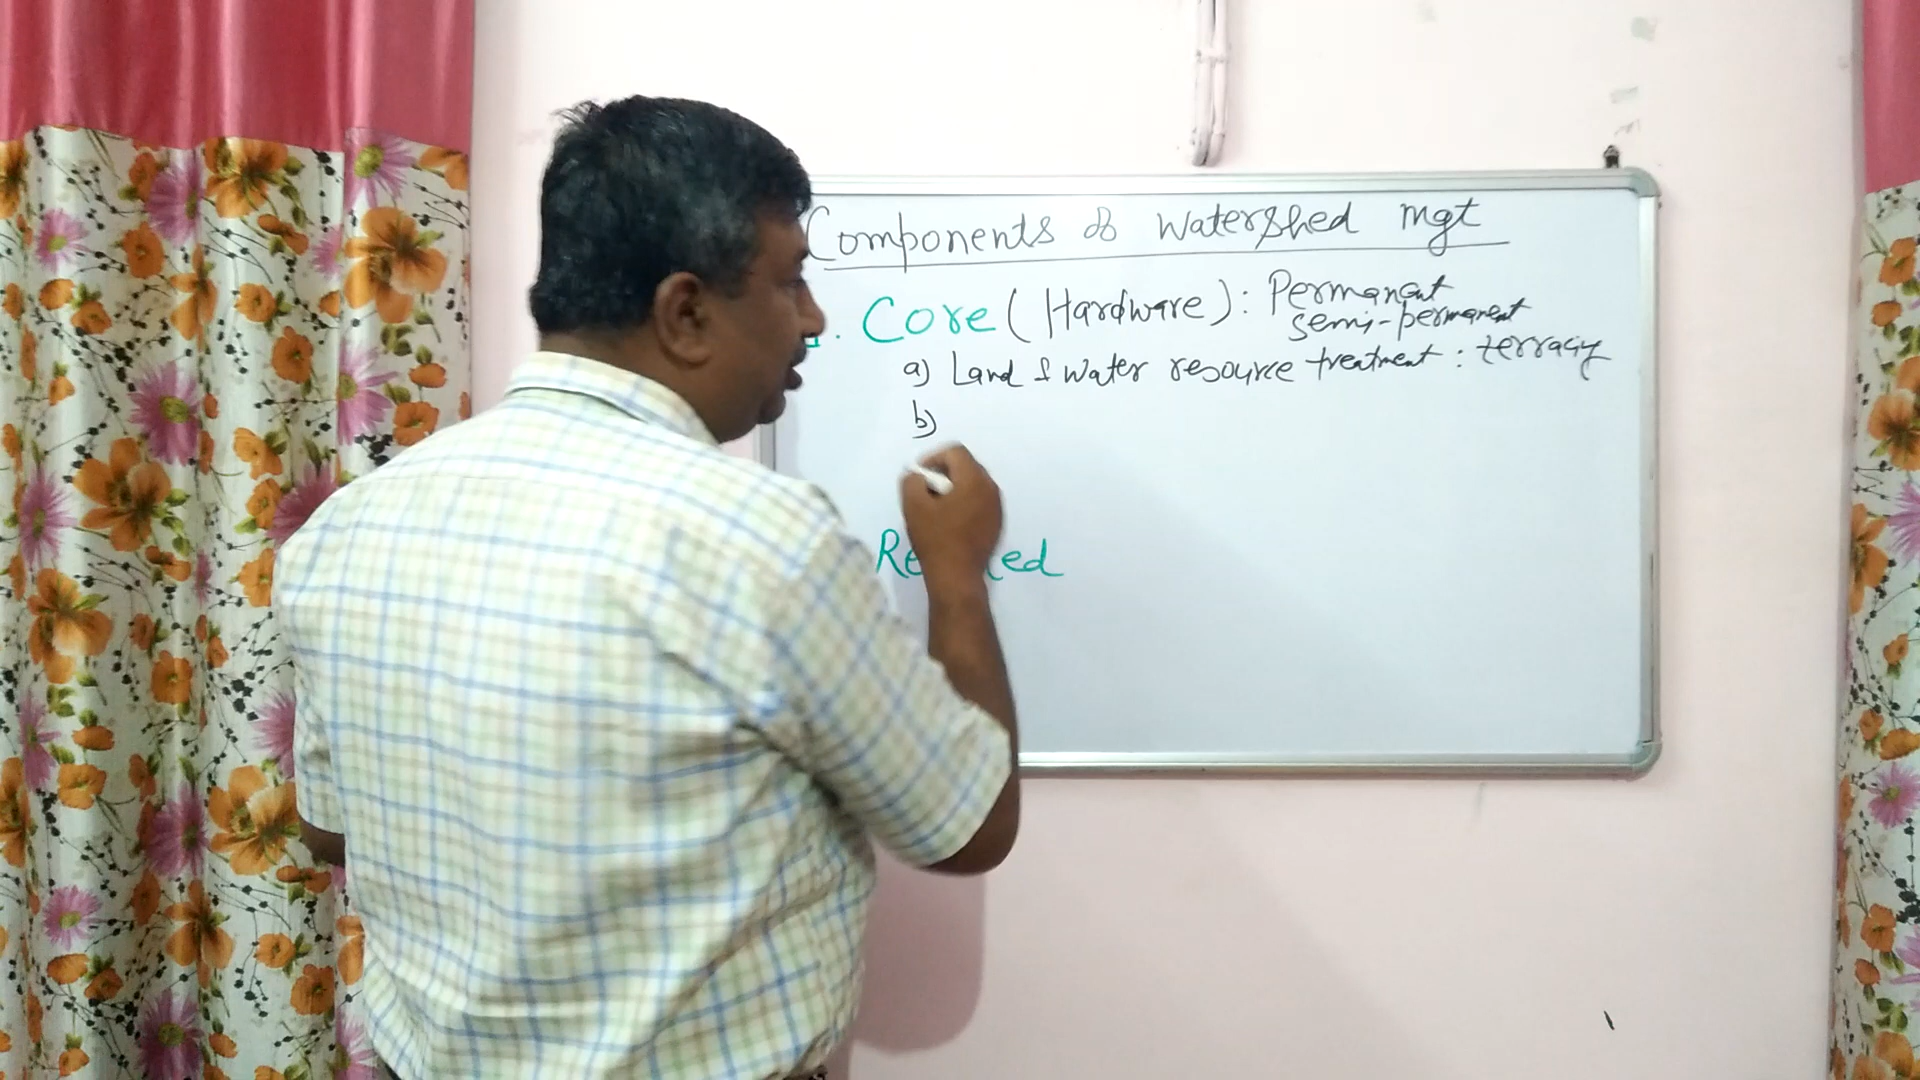 Components of Watershed Mgt
. Core (Hardware): Permanent
semi-permanent
a) Land & Water resource treatment : terracing
b)